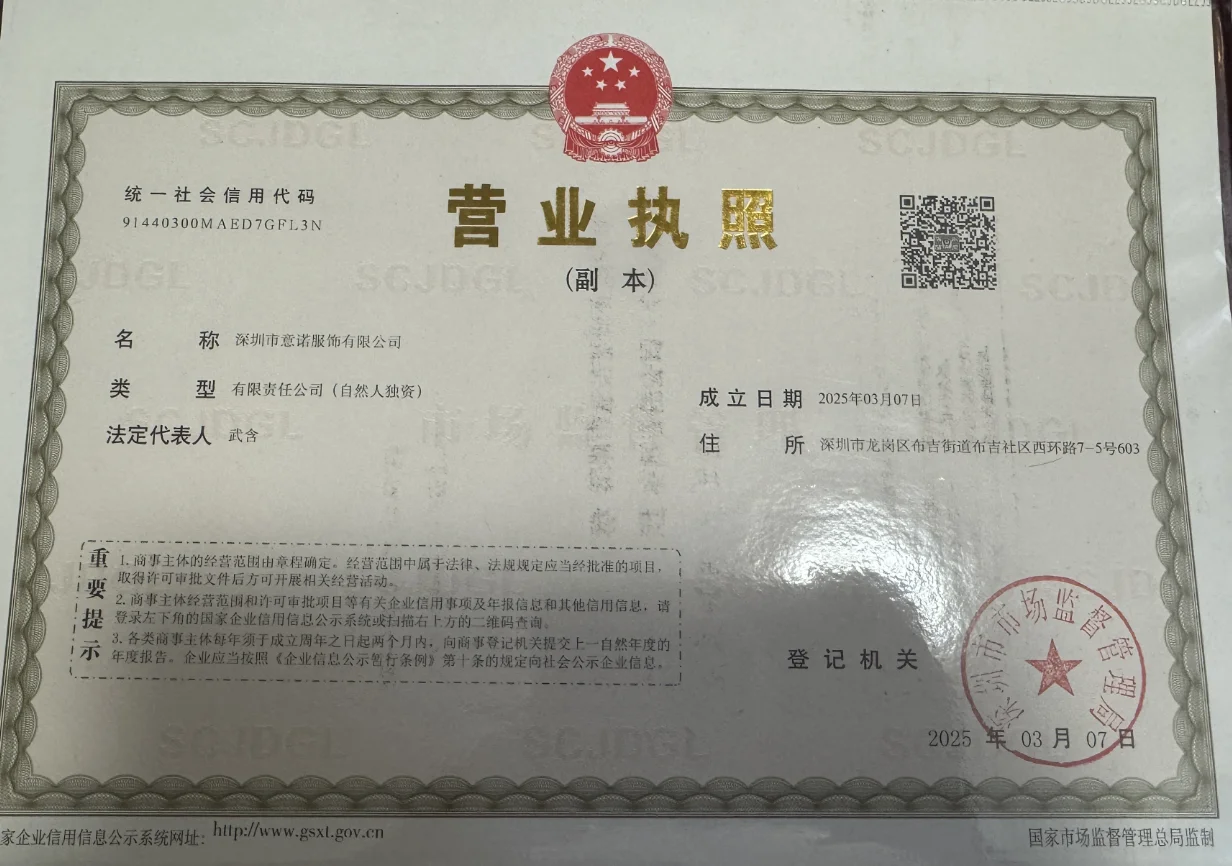 统一社会信用代码
91440300MAED7GFL3N
营业执照
(副 本)
名 称 深圳市意诺服饰有限公司
类 型 有限责任公司（自然人独资）
法定代表人 武含
成立日期 2025年03月07日
住 所 深圳市龙岗区布吉街道布吉社区西环路7-5号603
重要提示
1. 商事主体的经营范围由章程确定。经营范围中属于法律、法规规定应当经批准的项目，
取得许可审批文件后方可开展相关经营活动。
2. 商事主体经营范围和许可审批项目等有关企业信用事项及年报信息和其他信用信息，请
登录左下角的国家企业信用信息公示系统或扫描右上方的二维码查询。
3. 各类商事主体每年须于成立周年之日起两个月内，向商事登记机关提交上一自然年度的
年度报告。企业应当按照《企业信息公示暂行条例》第十条的规定向社会公示企业信息。
登记机关
深圳市市场监督管理局
2025 年 03 月 07 日
家企业信用信息公示系统网址：http://www.gsxt.gov.cn
国家市场监督管理总局监制
SCJDGL